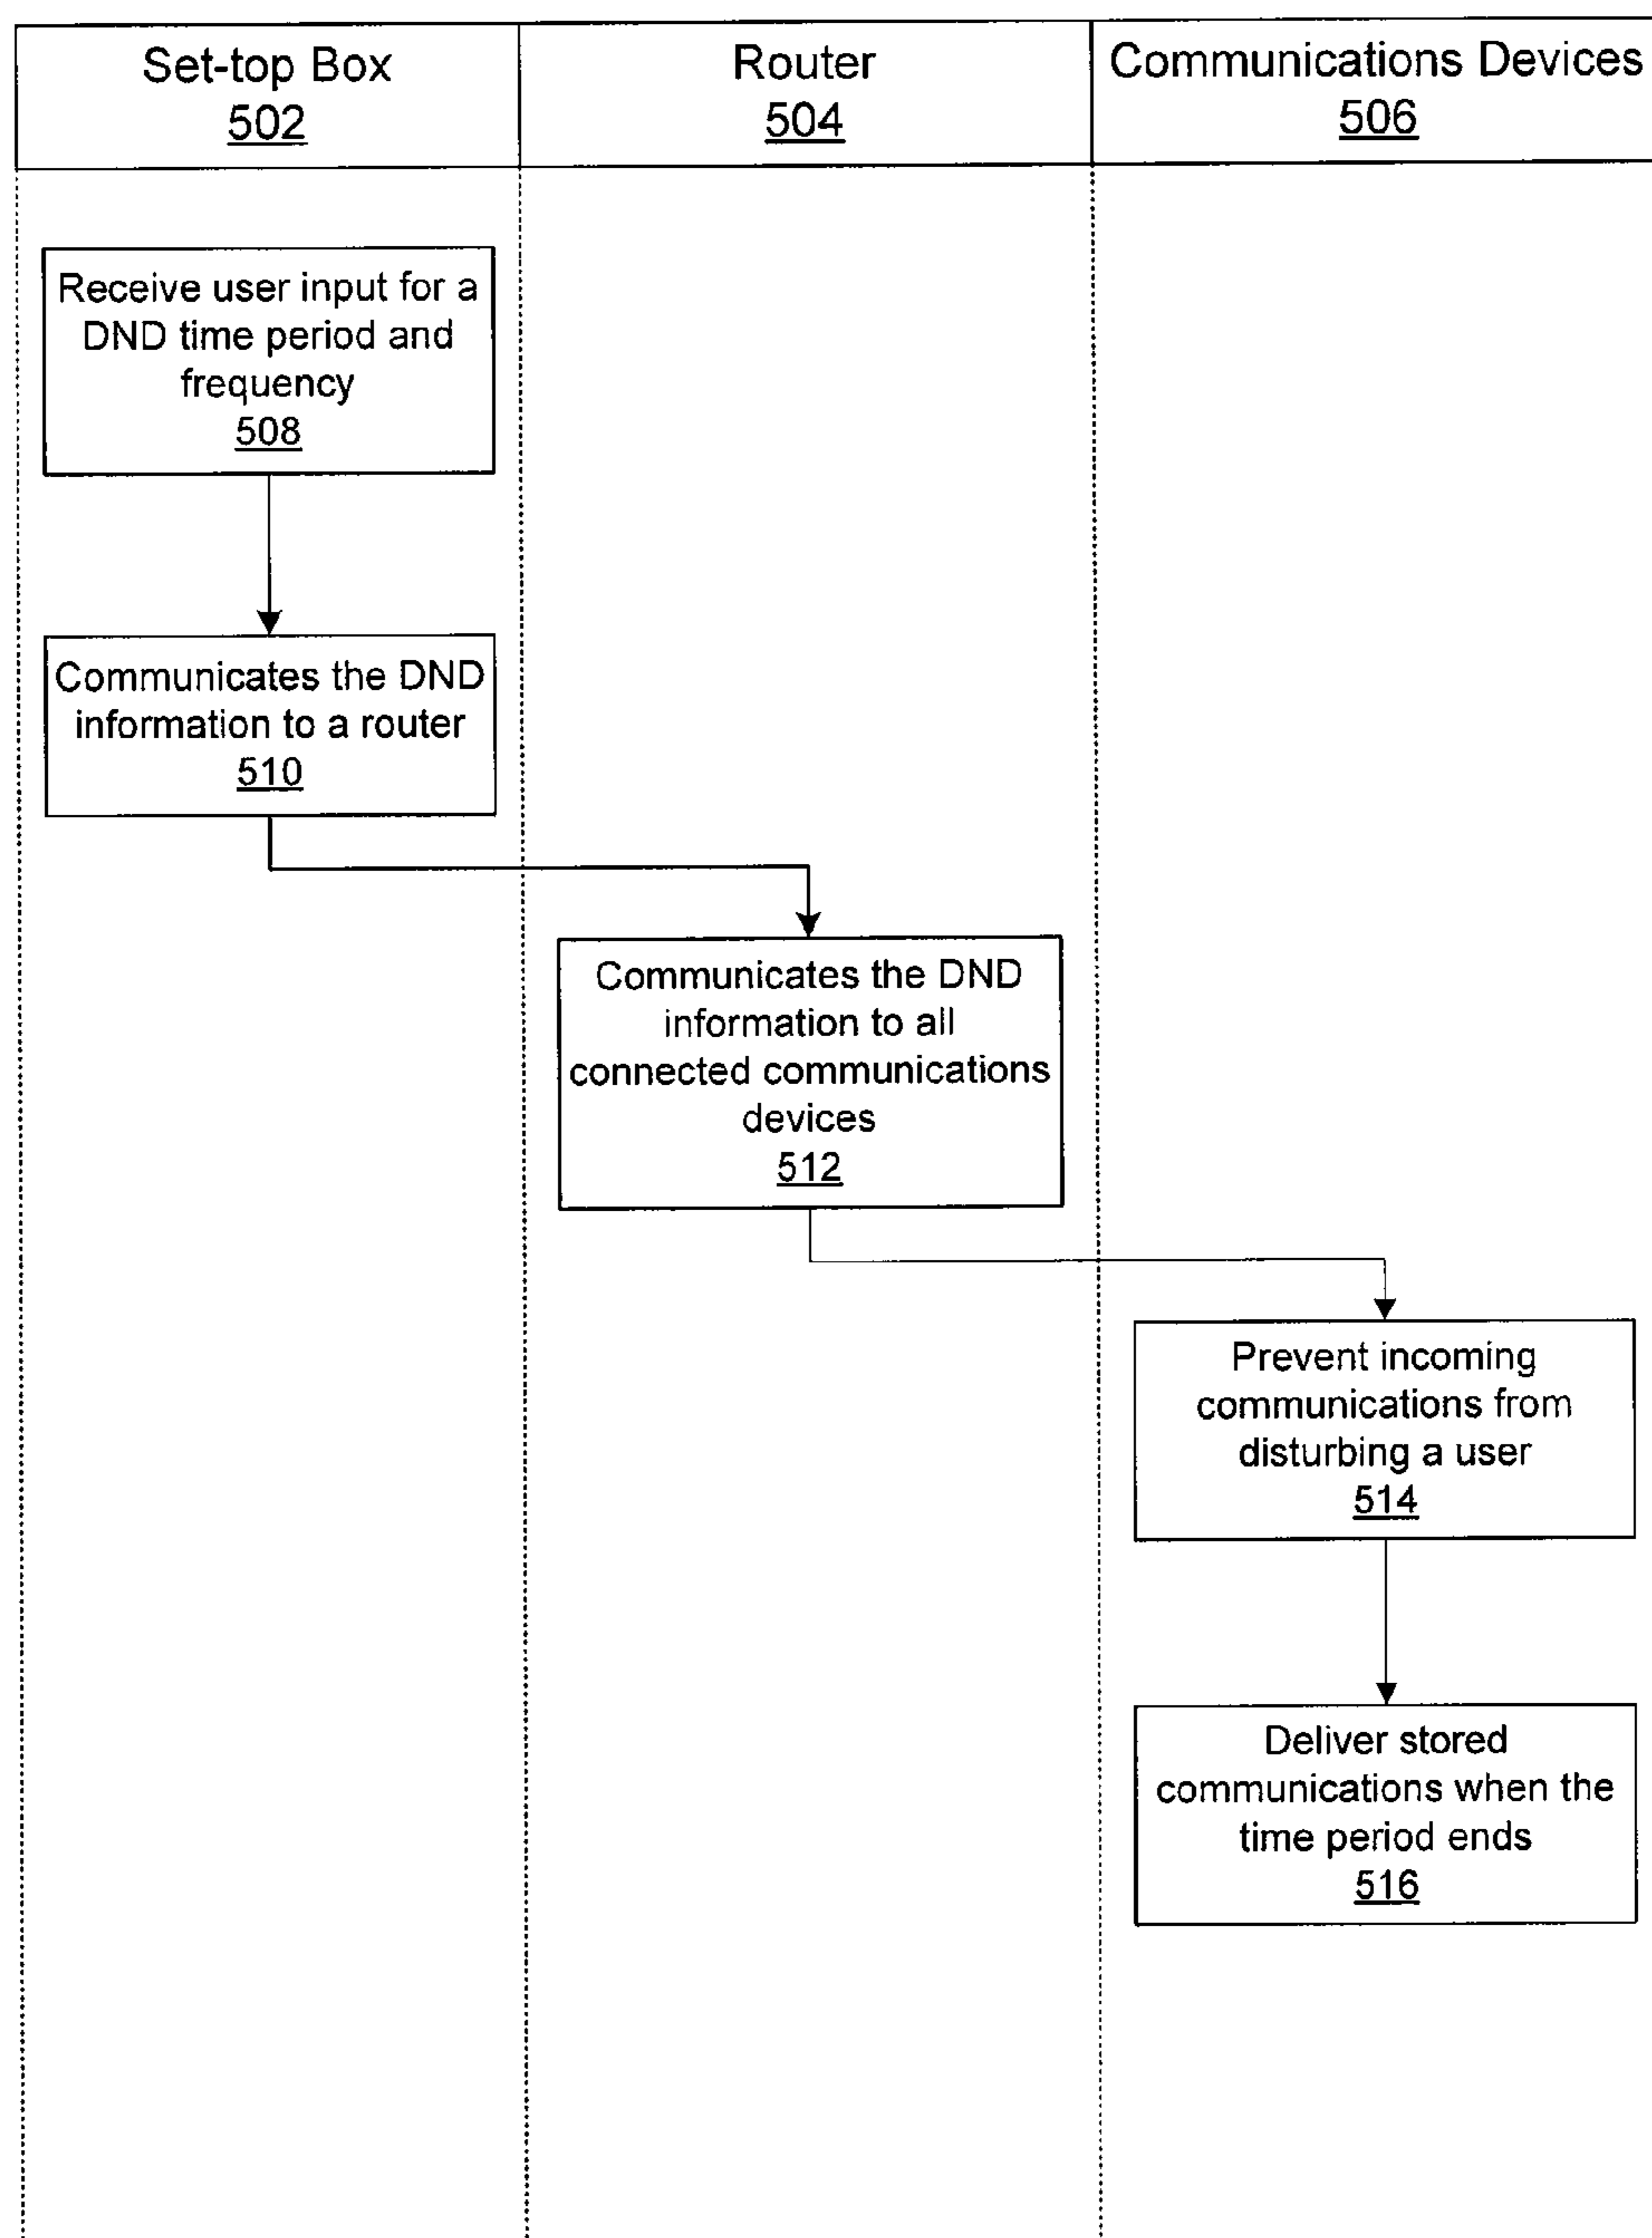 Set-top Box
502
Router
504
Communications Devices
506
Receive user input for a
DND time period and
frequency
508
Communicates the DND
information to a router
510
Communicates the DND
information to all
connected communications
devices
512
Prevent incoming
communications from
disturbing a user
514
Deliver stored
communications when the
time period ends
516